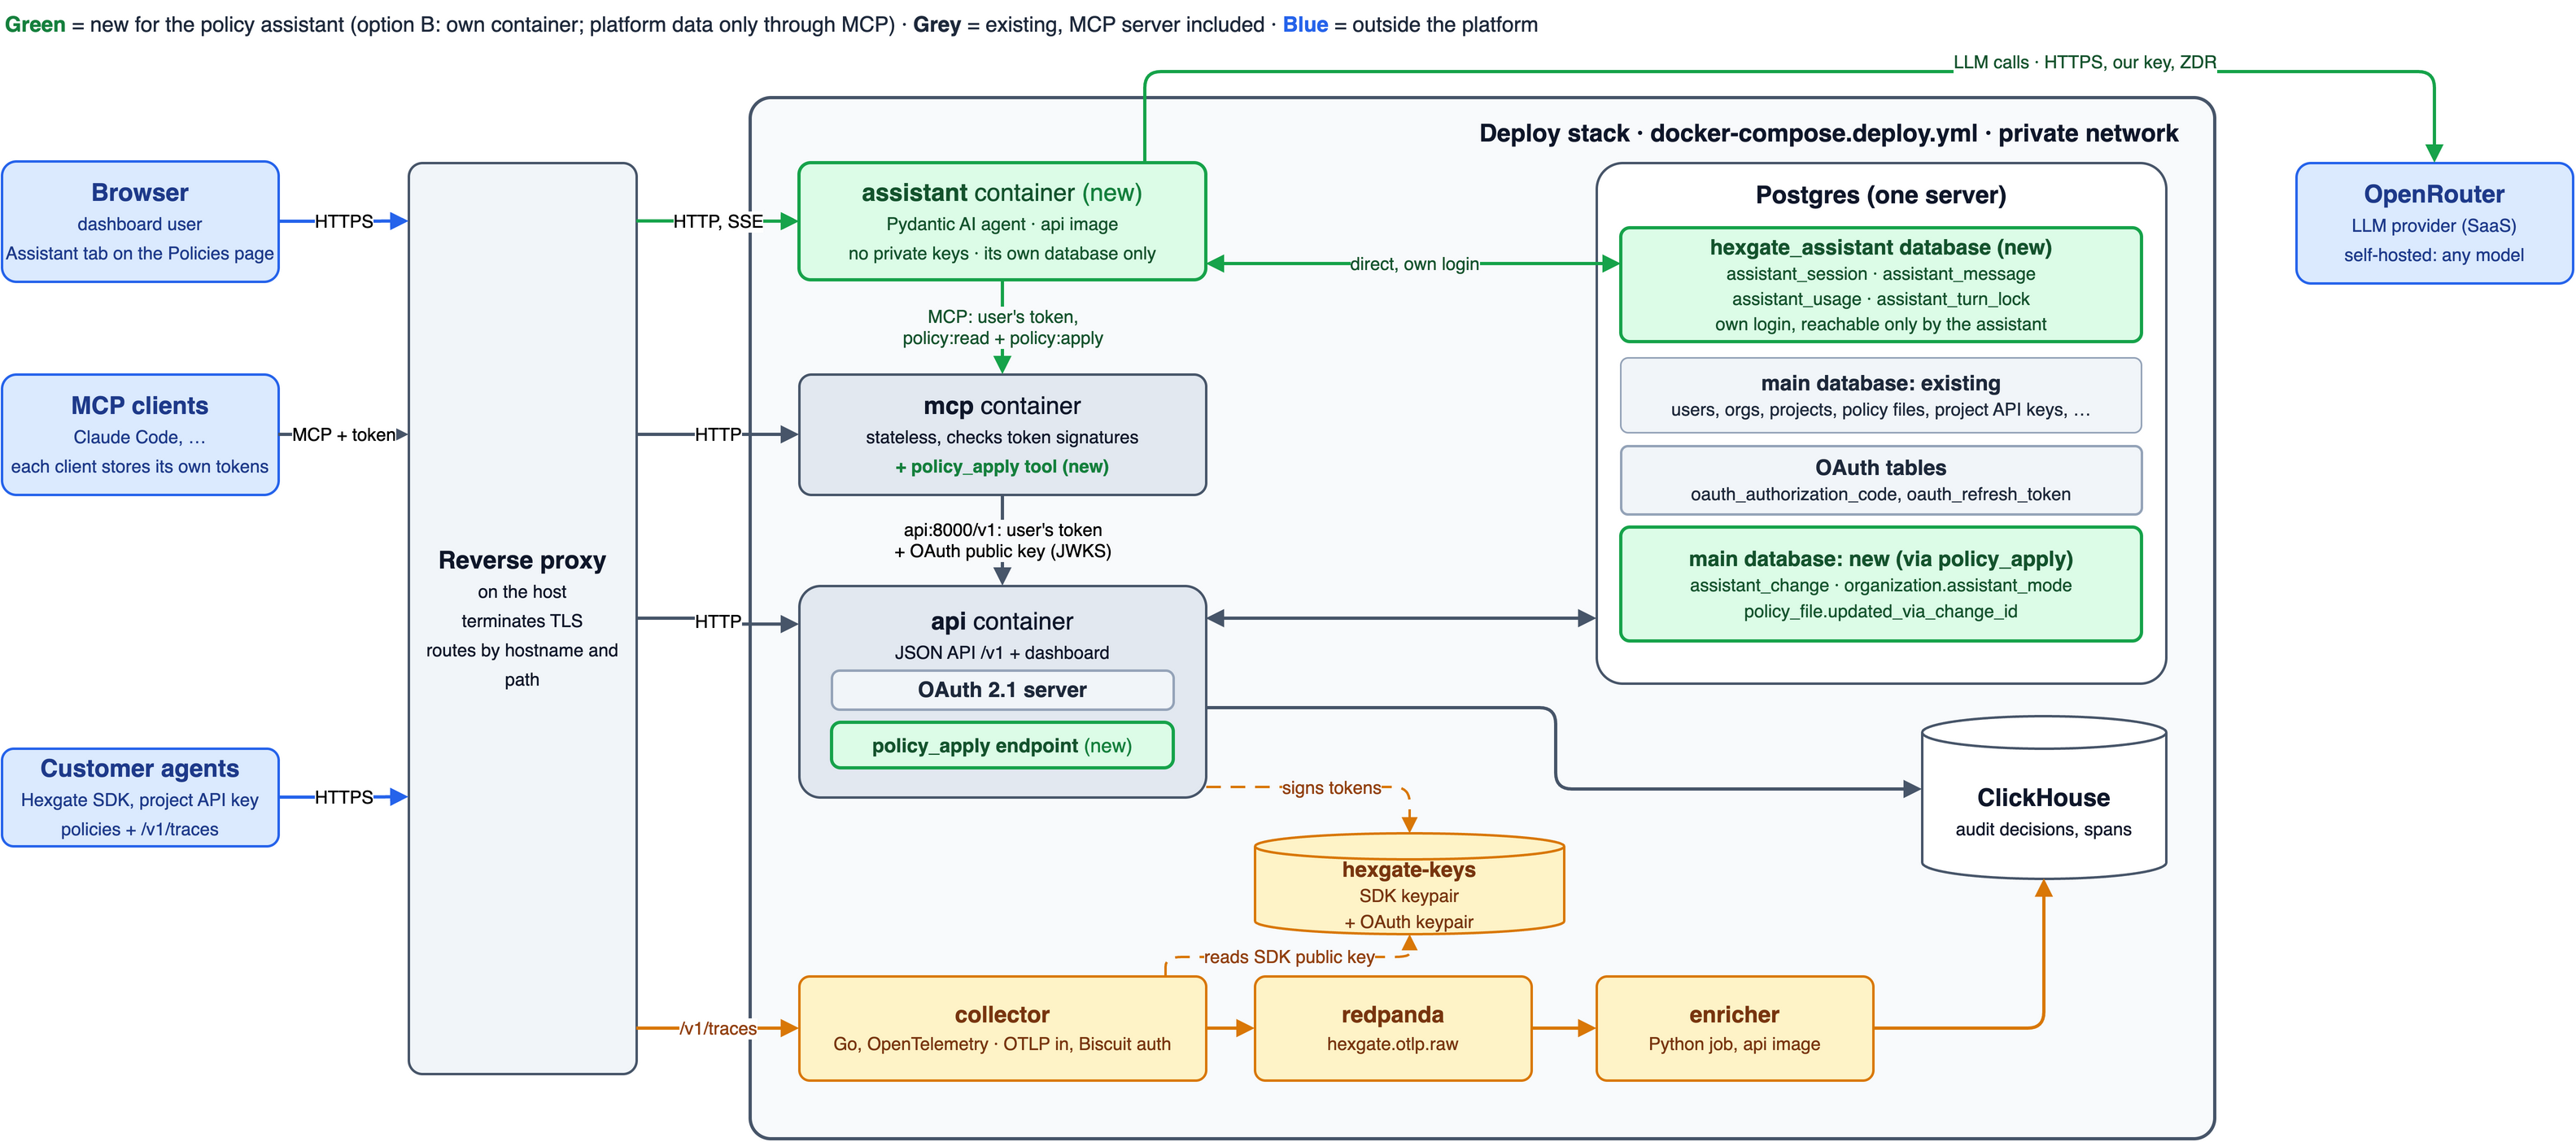 Green = new for the policy assistant (option B: own container; platform data only through MCP) · Grey = existing, MCP server included · Blue = outside the platform
LLM calls · HTTPS, our key, ZDR
Deploy stack · docker-compose.deploy.yml · private network
Browser
dashboard user
Assistant tab on the Policies page
HTTPS
MCP clients
Claude Code, …
each client stores its own tokens
MCP + token
Customer agents
Hexgate SDK, project API key
policies + /v1/traces
HTTPS
Reverse proxy
on the host
terminates TLS
routes by hostname and
path
HTTP, SSE
HTTP
HTTP
/v1/traces
assistant container (new)
Pydantic AI agent · api image
no private keys · its own database only
MCP: user's token,
policy:read + policy:apply
mcp container
stateless, checks token signatures
+ policy_apply tool (new)
api:8000/v1: user's token
+ OAuth public key (JWKS)
api container
JSON API /v1 + dashboard
OAuth 2.1 server
policy_apply endpoint (new)
direct, own login
Postgres (one server)
hexgate_assistant database (new)
assistant_session · assistant_message
assistant_usage · assistant_turn_lock
own login, reachable only by the assistant
main database: existing
users, orgs, projects, policy files, project API keys, …
OAuth tables
oauth_authorization_code, oauth_refresh_token
main database: new (via policy_apply)
assistant_change · organization.assistant_mode
policy_file.updated_via_change_id
OpenRouter
LLM provider (SaaS)
self-hosted: any model
signs tokens
hexgate-keys
SDK keypair
+ OAuth keypair
reads SDK public key
ClickHouse
audit decisions, spans
collector
Go, OpenTelemetry · OTLP in, Biscuit auth
redpanda
hexgate.otlp.raw
enricher
Python job, api image